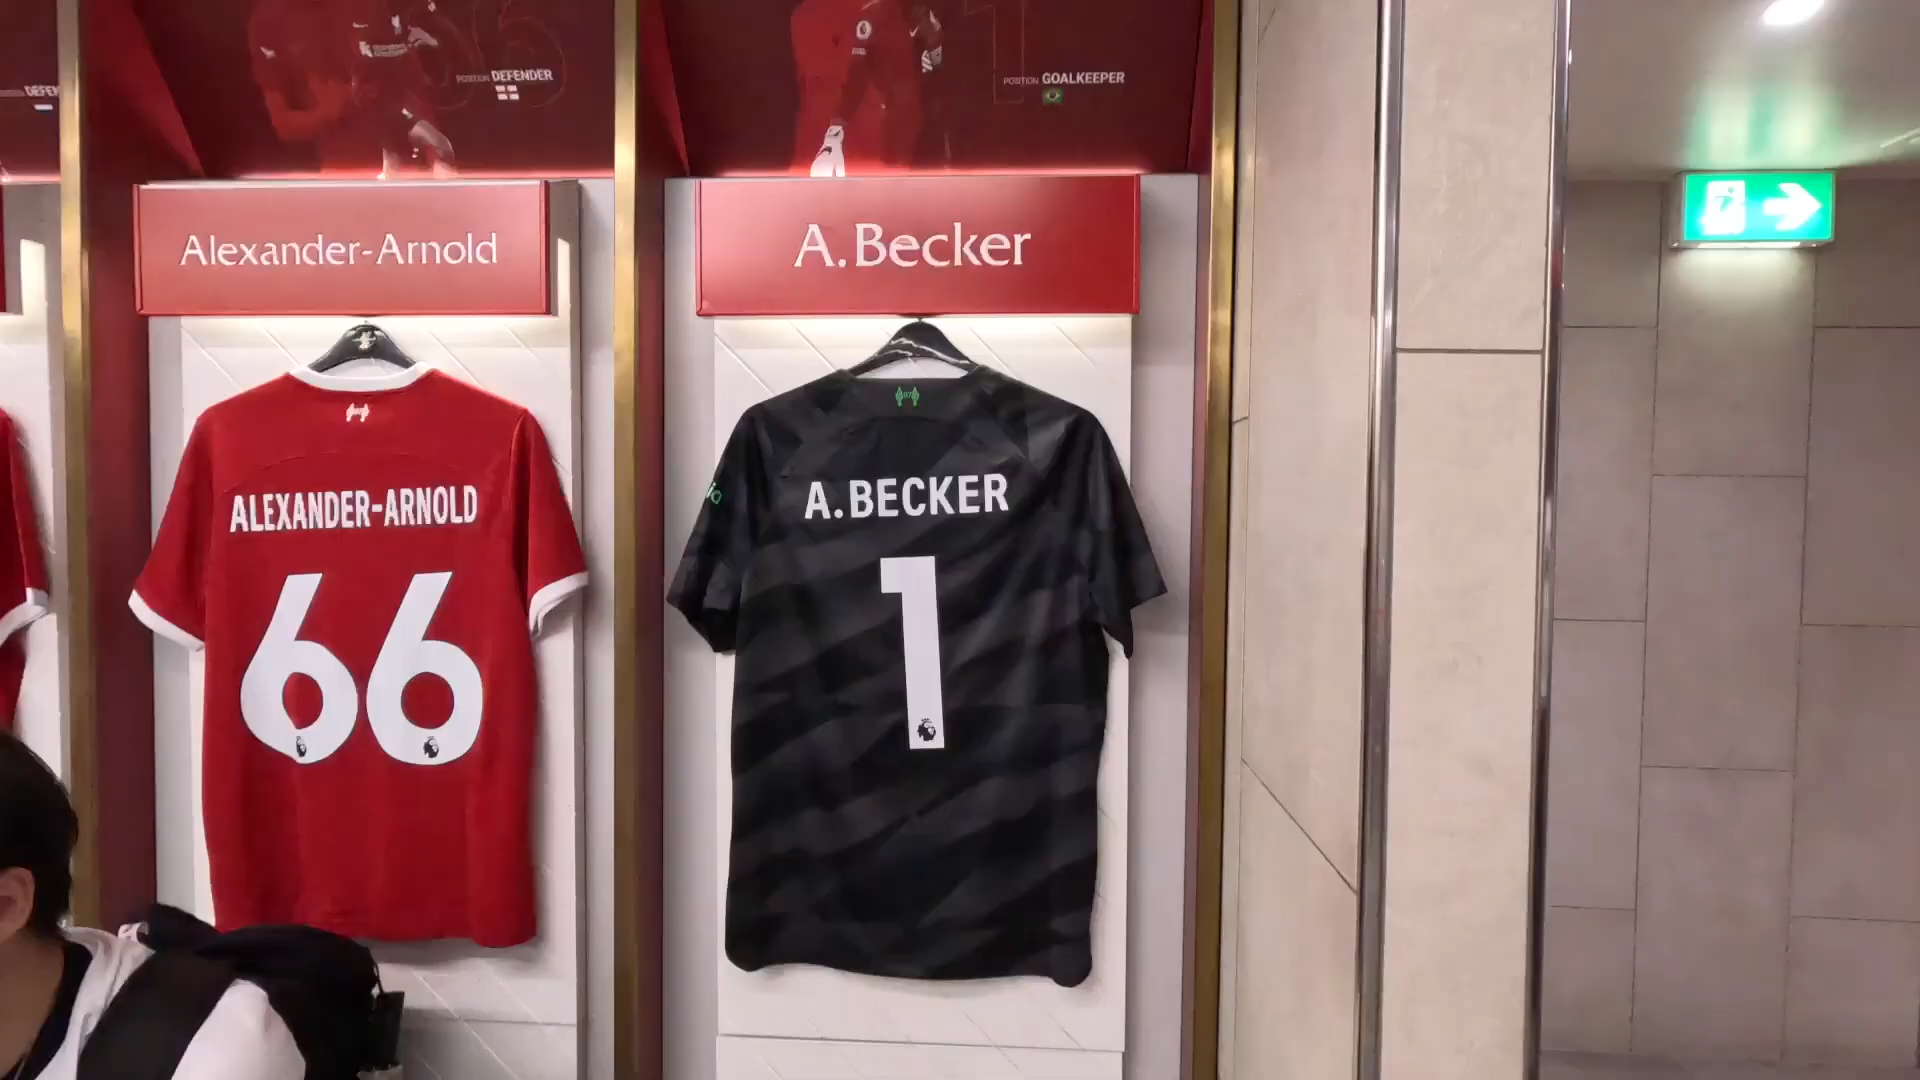 POSITION DEFENDER
POSITION GOALKEEPER
Alexander-Arnold
A.Becker
ALEXANDER-ARNOLD
66
A.BECKER
1